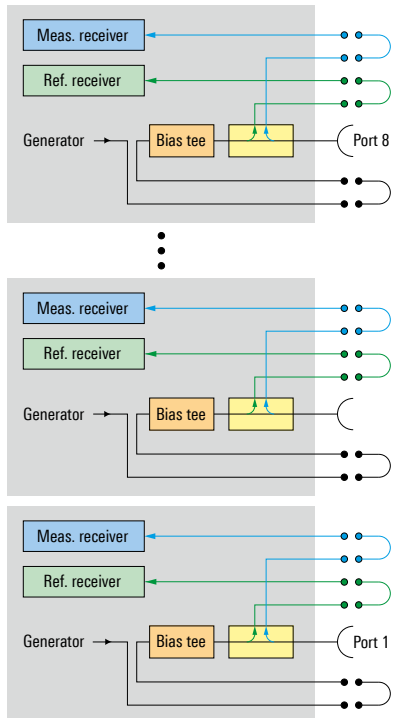 Meas. receiver
Ref. receiver
Generator
Bias tee
Port 8
Meas. receiver
Ref. receiver
Generator
Bias tee
Meas. receiver
Ref. receiver
Generator
Bias tee
Port 1